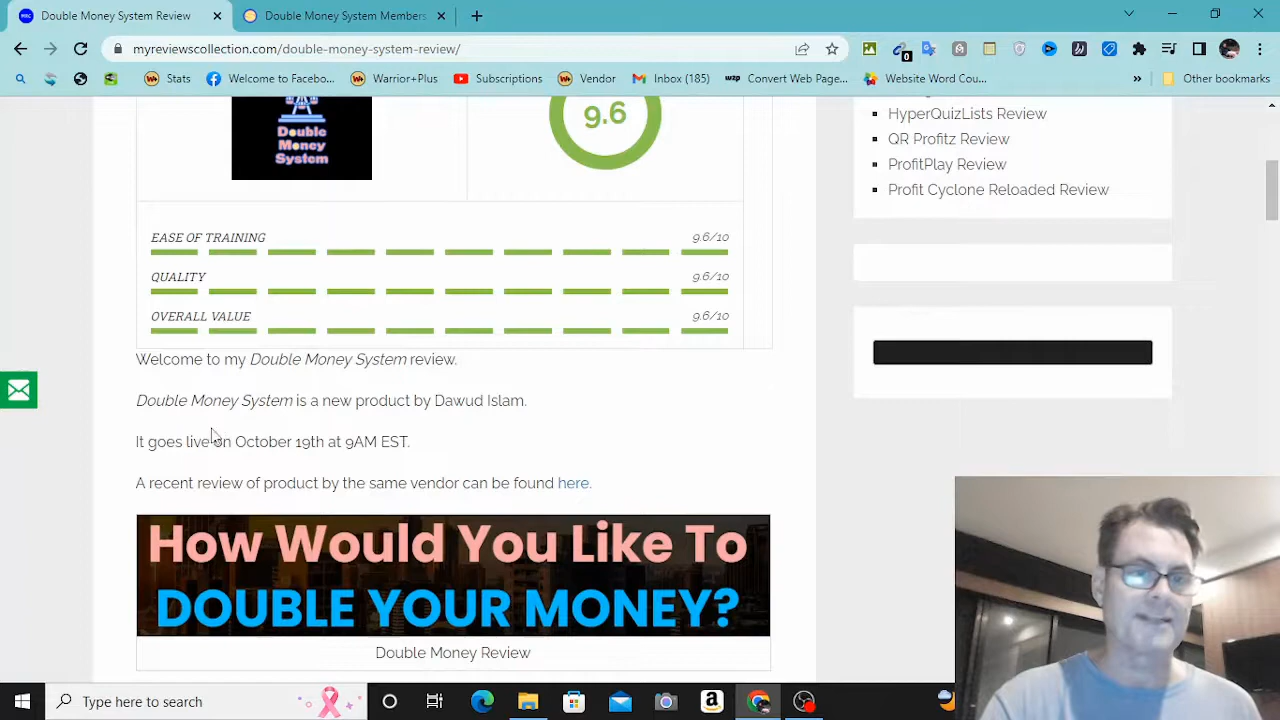 Double Money System Review
Double Money System Members
myreviewscollection.com/double-money-system-review/
0
Stats
Welcome to Facebo...
Warrior+Plus
Subscriptions
Vendor
Inbox (185)
Convert Web Page...
Website Word Cou...
»
Other bookmarks
Double
Money
System
9.6
HyperQuizLists Review
QR Profitz Review
ProfitPlay Review
Profit Cyclone Reloaded Review
EASE OF TRAINING 9.6/10
QUALITY 9.6/10
OVERALL VALUE 9.6/10
Welcome to my Double Money System review.
Double Money System is a new product by Dawud Islam.
It goes live on October 19th at 9AM EST.
A recent review of product by the same vendor can be found here.
How Would You Like To
DOUBLE YOUR MONEY?
Double Money Review
Type here to search